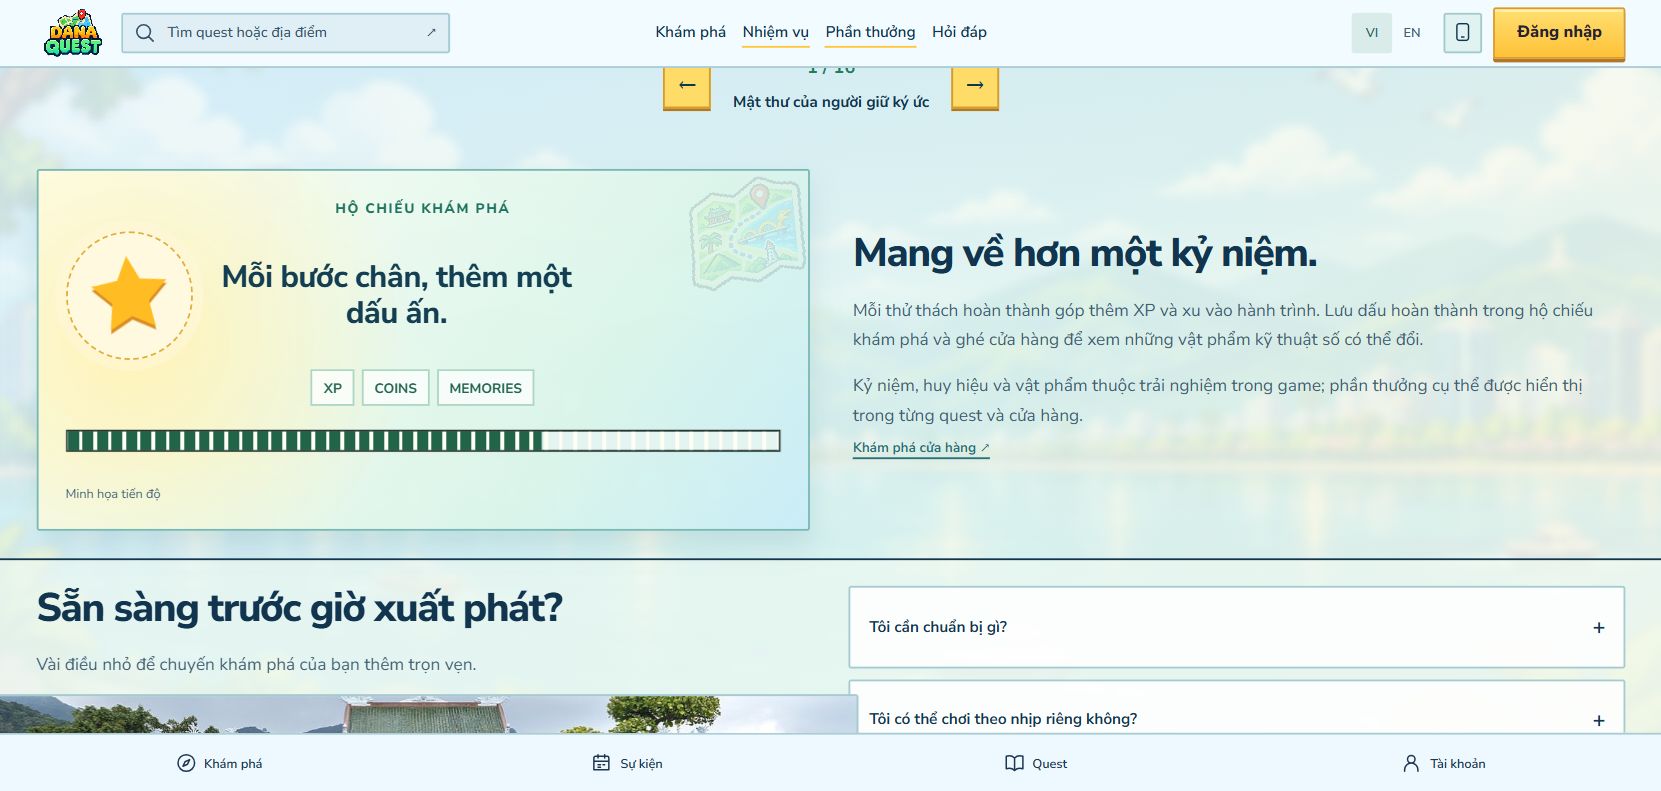 DANA QUEST
Tìm quest hoặc địa điểm ↗
Khám phá Nhiệm vụ Phần thưởng Hỏi đáp
VI EN
Đăng nhập
← 1 / 10 →
Mật thư của người giữ ký ức
HỘ CHIẾU KHÁM PHÁ
Mỗi bước chân, thêm một
dấu ấn.
XP COINS MEMORIES
Minh họa tiến độ
Mang về hơn một kỷ niệm.
Mỗi thử thách hoàn thành góp thêm XP và xu vào hành trình. Lưu dấu hoàn thành trong hộ chiếu
khám phá và ghé cửa hàng để xem những vật phẩm kỹ thuật số có thể đổi.
Kỷ niệm, huy hiệu và vật phẩm thuộc trải nghiệm trong game; phần thưởng cụ thể được hiển thị
trong từng quest và cửa hàng.
Khám phá cửa hàng ↗
Sẵn sàng trước giờ xuất phát?
Vài điều nhỏ để chuyến khám phá của bạn thêm trọn vẹn.
Tôi cần chuẩn bị gì? +
Tôi có thể chơi theo nhịp riêng không? +
Khám phá Sự kiện Quest Tài khoản